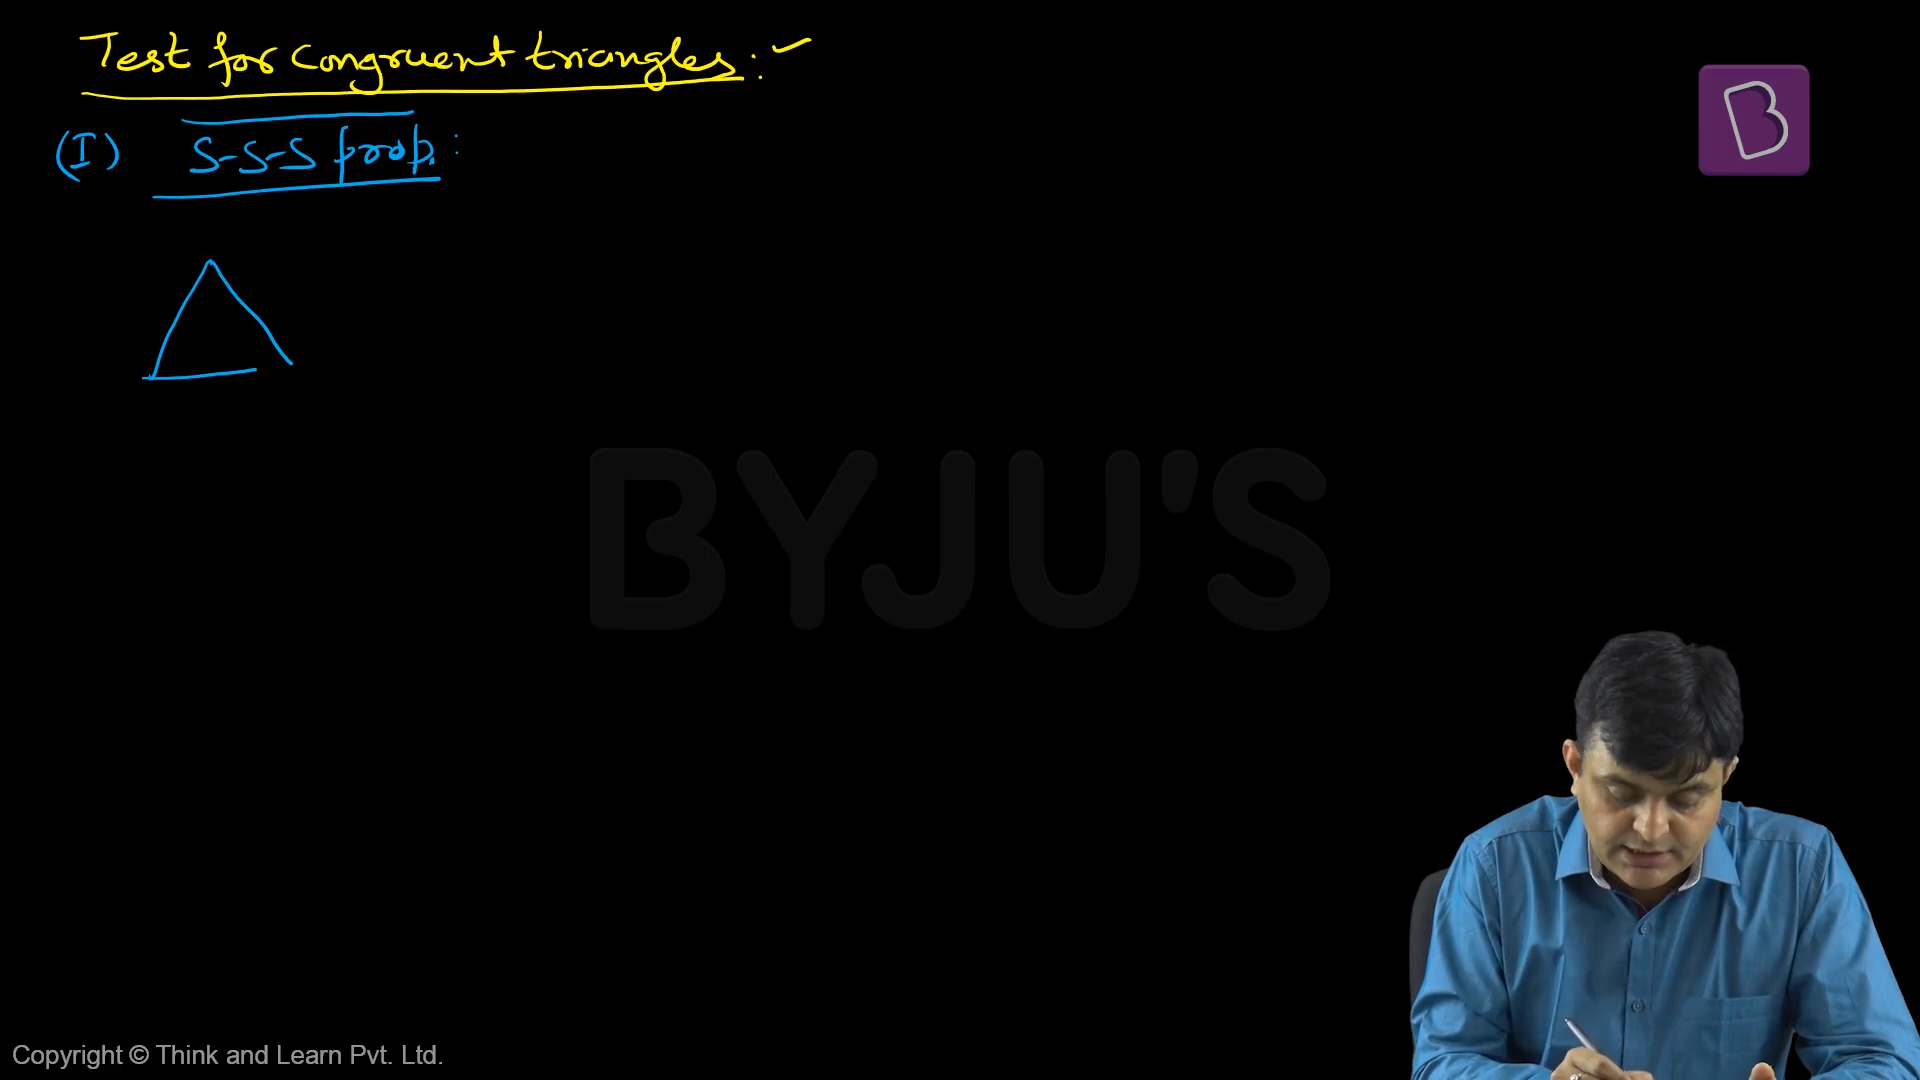 Test for congruent triangles:
(I) S-S-S prop. :
B
BYJU'S
Copyright © Think and Learn Pvt. Ltd.